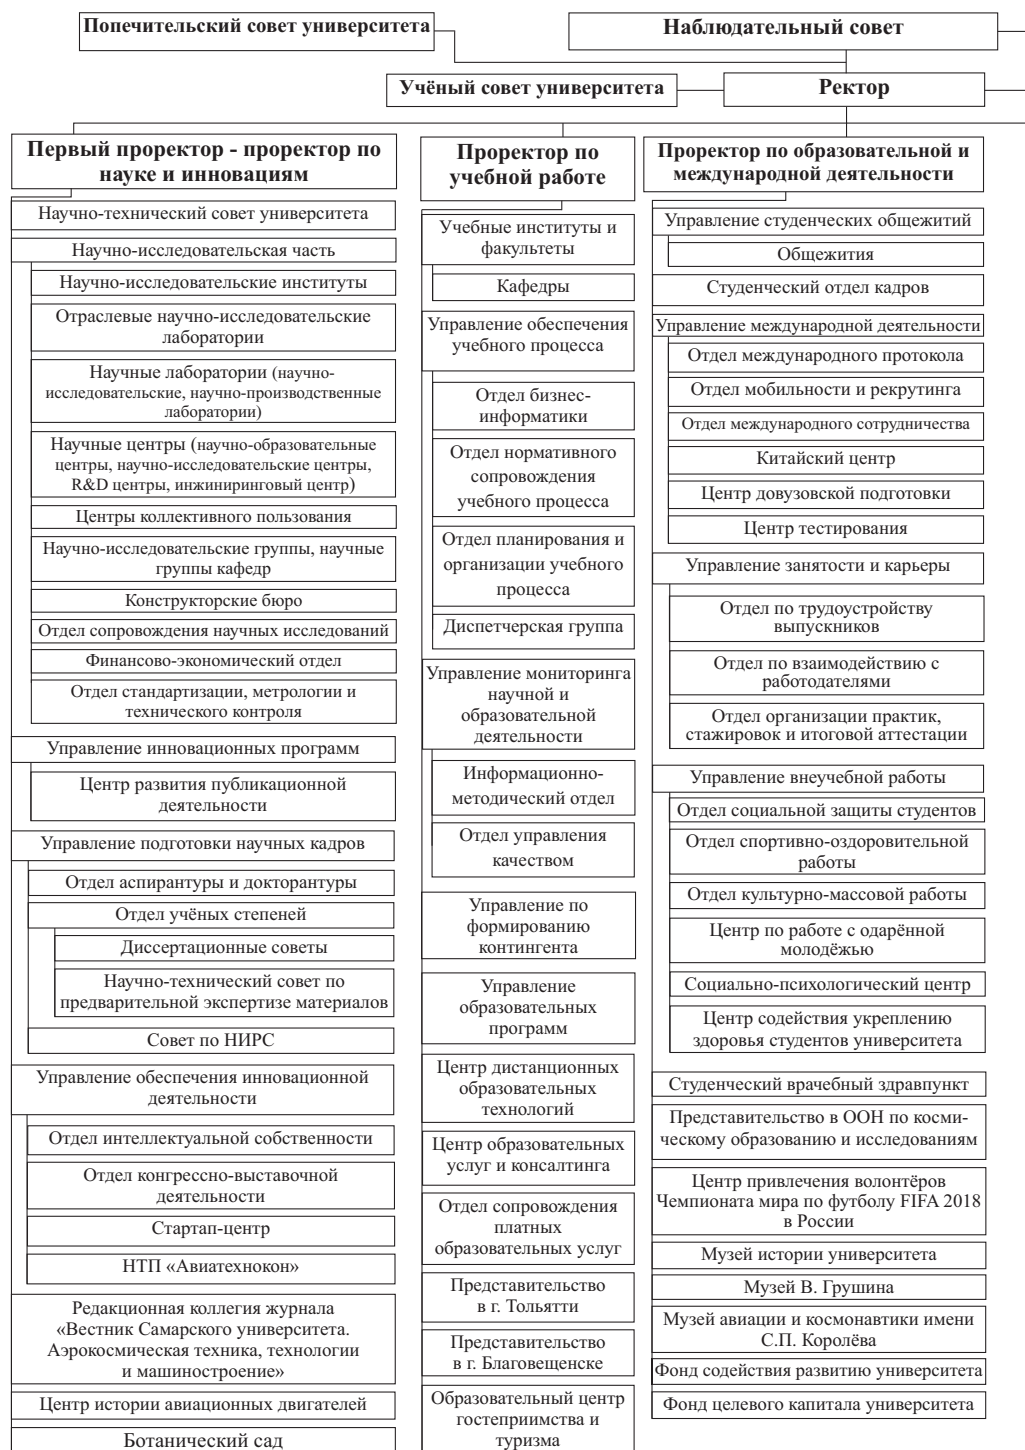 Попечительский совет университета
Наблюдательный совет
Учёный совет университета
Ректор
Первый проректор - проректор по
науке и инновациям
Научно-технический совет университета
Научно-исследовательская часть
Научно-исследовательские институты
Отраслевые научно-исследовательские
лаборатории
Научные лаборатории (научно-
исследовательские, научно-производственные
лаборатории)
Научные центры (научно-образовательные
центры, научно-исследовательские центры,
R&D центры, инжиниринговый центр)
Центры коллективного пользования
Научно-исследовательские группы, научные
группы кафедр
Конструкторские бюро
Отдел сопровождения научных исследований
Финансово-экономический отдел
Отдел стандартизации, метрологии и
технического контроля
Управление инновационных программ
Центр развития публикационной
деятельности
Управление подготовки научных кадров
Отдел аспирантуры и докторантуры
Отдел учёных степеней
Диссертационные советы
Научно-технический совет по
предварительной экспертизе материалов
Совет по НИРС
Управление обеспечения инновационной
деятельности
Отдел интеллектуальной собственности
Отдел конгрессно-выставочной
деятельности
Стартап-центр
НТП «Авиатехнокон»
Редакционная коллегия журнала
«Вестник Самарского университета.
Аэрокосмическая техника, технологии
и машиностроение»
Центр истории авиационных двигателей
Ботанический сад
Проректор по
учебной работе
Учебные институты и
факультеты
Кафедры
Управление обеспечения
учебного процесса
Отдел бизнес-
информатики
Отдел нормативного
сопровождения
учебного процесса
Отдел планирования и
организации учебного
процесса
Диспетчерская группа
Управление мониторинга
научной и
образовательной
деятельности
Информационно-
методический отдел
Отдел управления
качеством
Управление по
формированию
контингента
Управление
образовательных
программ
Центр дистанционных
образовательных
технологий
Центр образовательных
услуг и консалтинга
Отдел сопровождения
платных
образовательных услуг
Представительство
в г. Тольятти
Представительство
в г. Благовещенске
Образовательный центр
гостеприимства и
туризма
Проректор по образовательной и
международной деятельности
Управление студенческих общежитий
Общежития
Студенческий отдел кадров
Управление международной деятельности
Отдел международного протокола
Отдел мобильности и рекрутинга
Отдел международного сотрудничества
Китайский центр
Центр довузовской подготовки
Центр тестирования
Управление занятости и карьеры
Отдел по трудоустройству
выпускников
Отдел по взаимодействию с
работодателями
Отдел организации практик,
стажировок и итоговой аттестации
Управление внеучебной работы
Отдел социальной защиты студентов
Отдел спортивно-оздоровительной
работы
Отдел культурно-массовой работы
Центр по работе с одарённой
молодёжью
Социально-психологический центр
Центр содействия укреплению
здоровья студентов университета
Студенческий врачебный здравпункт
Представительство в ООН по косми-
ческому образованию и исследованиям
Центр привлечения волонтёров
Чемпионата мира по футболу FIFA 2018
в России
Музей истории университета
Музей В. Грушина
Музей авиации и космонавтики имени
С.П. Королёва
Фонд содействия развитию университета
Фонд целевого капитала университета